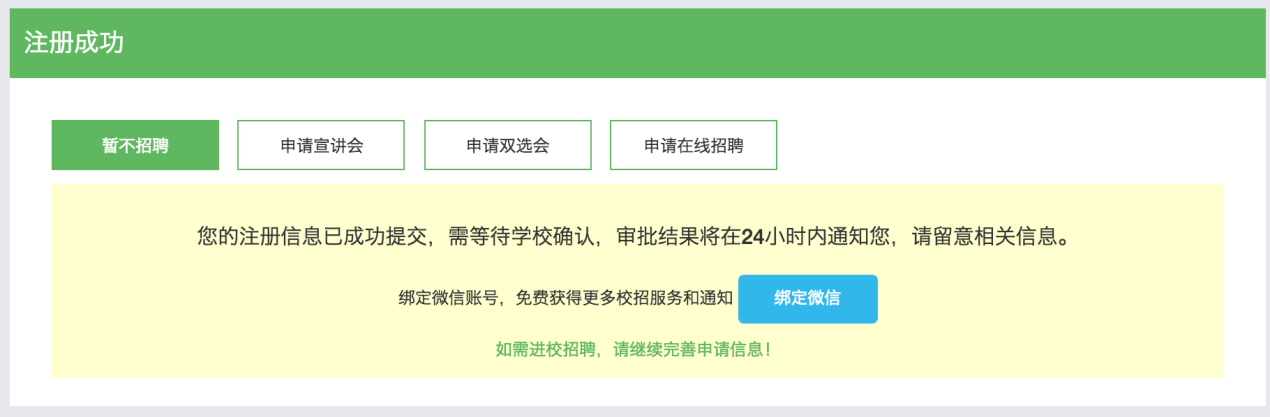 注册成功
暂不招聘 申请宣讲会 申请双选会 申请在线招聘
您的注册信息已成功提交，需等待学校确认，审批结果将在24小时内通知您，请留意相关信息。
绑定微信账号，免费获得更多校招服务和通知 绑定微信
如需进校招聘，请继续完善申请信息！